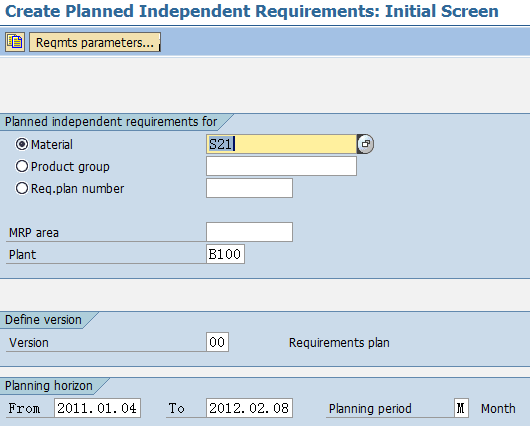 Create Planned Independent Requirements: Initial Screen
Reqmts parameters...
Planned independent requirements for
Material S21
Product group
Req.plan number
MRP area
Plant B100
Define version
Version 00 Requirements plan
Planning horizon
From 2011.01.04 To 2012.02.08 Planning period M Month